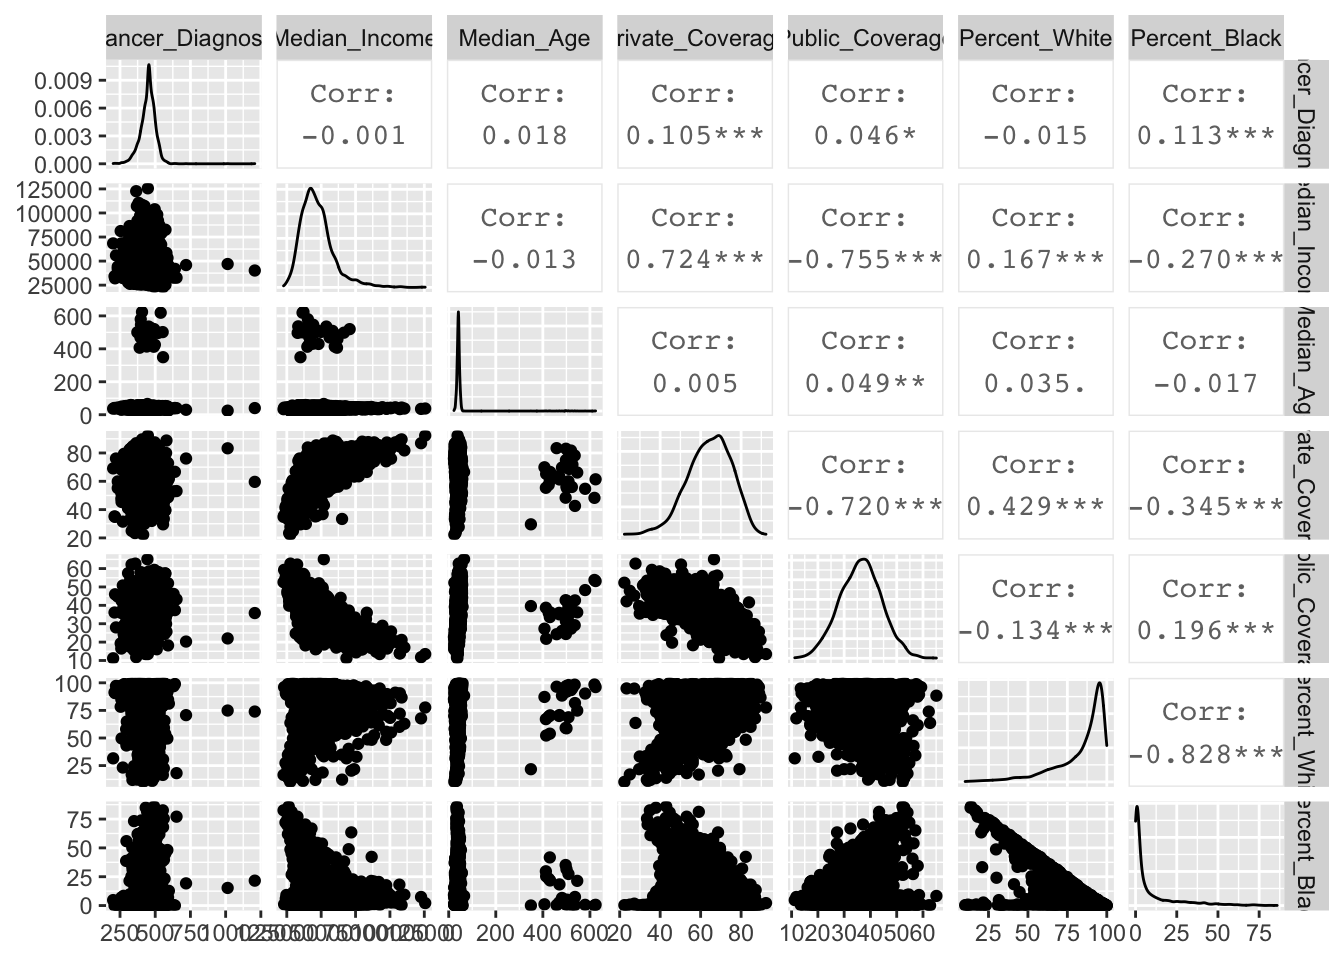 ancer_Diagnos Median_Income Median_Age rivate_Coverag Public_Coverage Percent_White Percent_Black
0.009
0.006
0.003
0.000
Corr:
-0.001
Corr:
0.018
Corr:
0.105***
Corr:
0.046*
Corr:
-0.015
Corr:
0.113***
cer_Diagn
125000
100000
75000
50000
25000
Corr:
-0.013
Corr:
0.724***
Corr:
-0.755***
Corr:
0.167***
Corr:
-0.270***
edian_Incom
600
400
200
0
Corr:
0.005
Corr:
0.049**
Corr:
0.035.
Corr:
-0.017
Median_Ag
80
60
40
20
Corr:
-0.720***
Corr:
0.429***
Corr:
-0.345***
ate_Cover
60
50
40
30
20
10
Corr:
-0.134***
Corr:
0.196***
blic_Covera
100
75
50
25
Corr:
-0.828***
ercent_Whi
75
50
25
0
ercent_Bla
250 500 750 1000 1250
25000 50000 75000 100000 125000
0 200 400 600
20 40 60 80
10 20 30 40 50 60
25 50 75 100
0 25 50 75